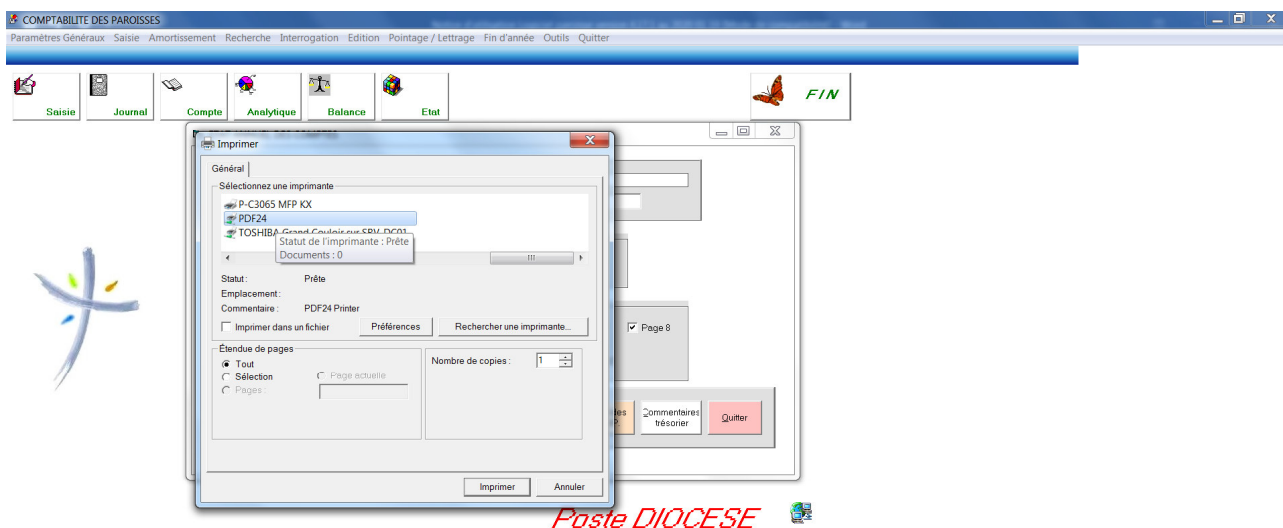 COMPTABILITE DES PAROISSES
Paramètres Généraux Saisie Amortissement Recherche Interrogation Edition Pointage / Lettrage Fin d'année Outils Quitter
Saisie Journal Compte Analytique Balance Etat FIN
Imprimer
Général
Sélectionnez une imprimante
P-C3065 MFP KX
PDF24
TOSHIBA Grand Couloir sur SRV-DC01
Statut de l'imprimante : Prête
Documents : 0
Statut : Prête
Emplacement :
Commentaire : PDF24 Printer
Imprimer dans un fichier Préférences Rechercher une imprimante...
Page 8
Étendue de pages
Tout
Nombre de copies : 1
Sélection Page actuelle
Pages :
Commentaires
trésorier
Quitter
Imprimer Annuler
Poste DIOCESE